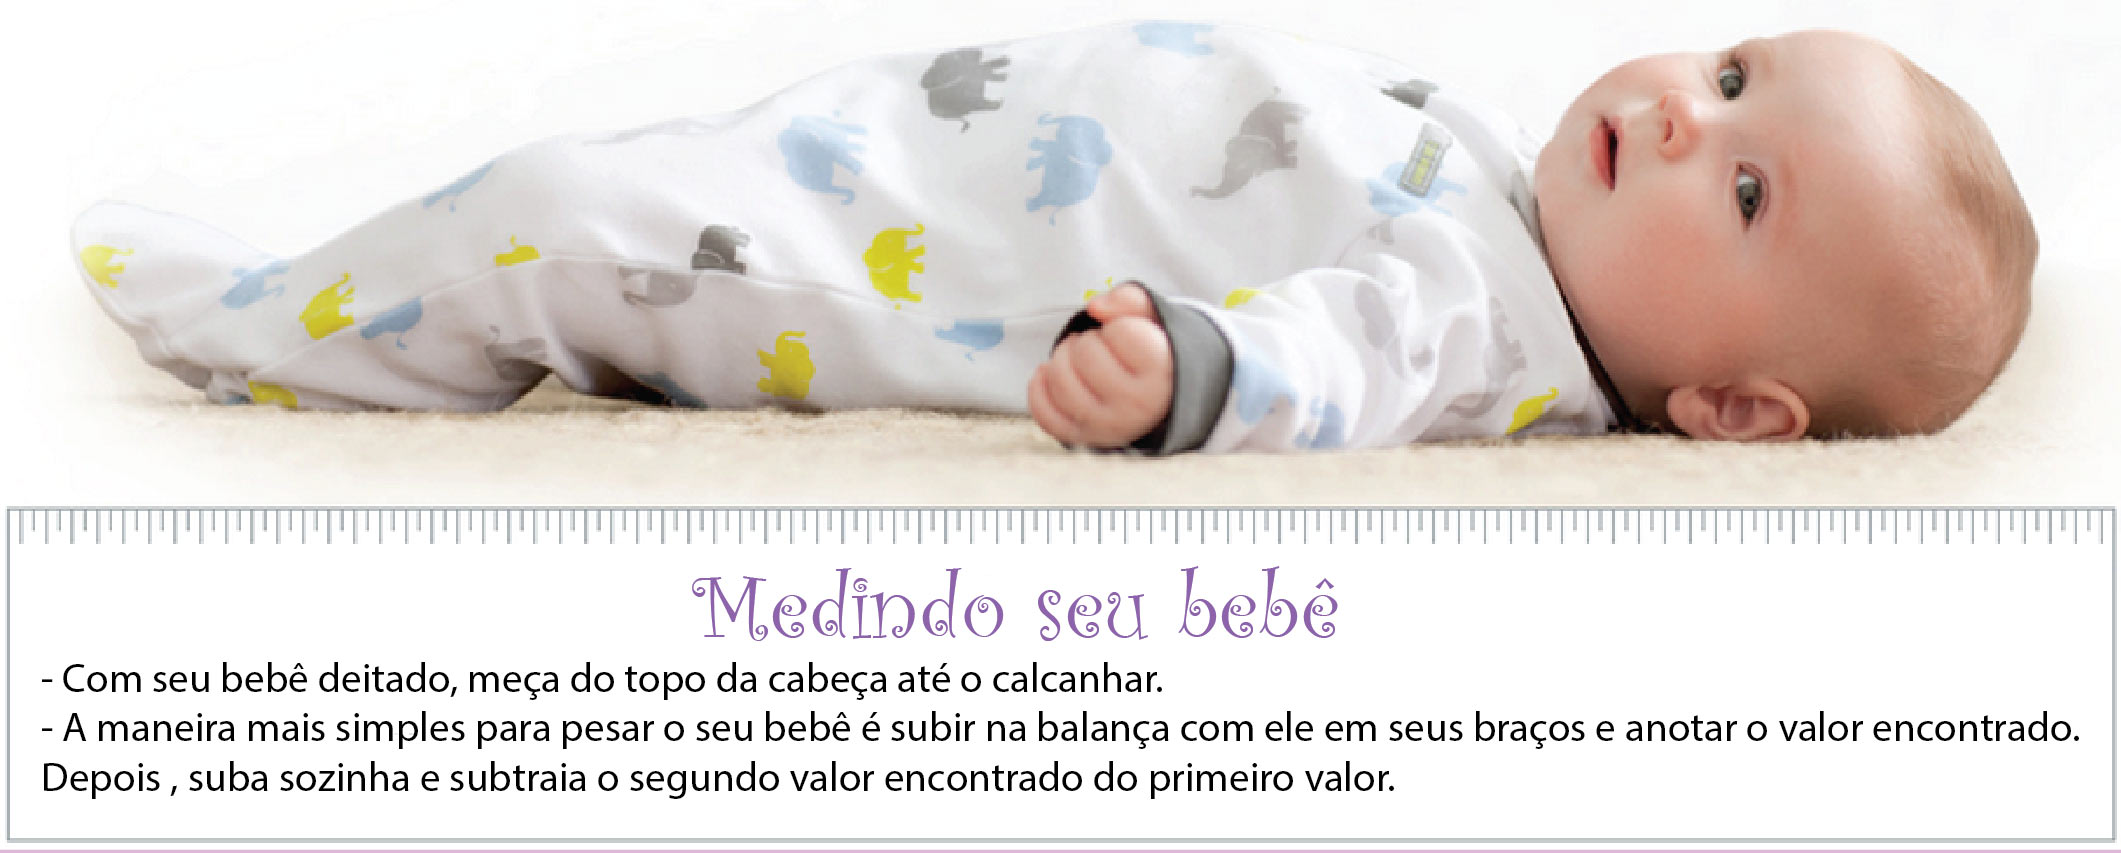 Medindo seu bebê
- Com seu bebê deitado, meça do topo da cabeça até o calcanhar.
- A maneira mais simples para pesar o seu bebê é subir na balança com ele em seus braços e anotar o valor encontrado.
Depois , suba sozinha e subtraia o segundo valor encontrado do primeiro valor.